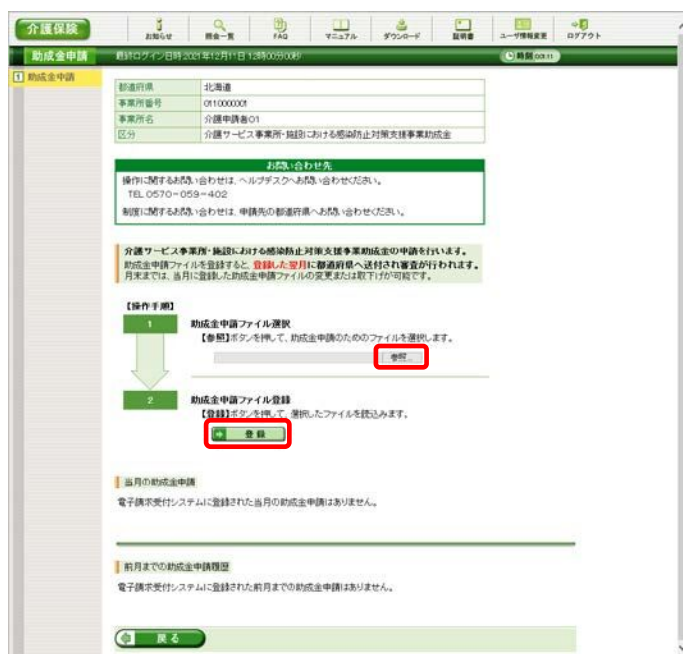 介護保険
お知らせ
照会一覧
FAQ
マニュアル
ダウンロード
証明書
ユーザ情報変更
ログアウト
助成金申請
最終ログイン日時:2021年12月11日 12時00分00秒
時間
1 助成金申請
都道府県 北海道
事業所番号
事業所名 介護申請者01
区分 介護サービス事業所・施設における感染防止対策支援事業助成金
お問い合わせ先
操作に関するお問い合わせは、ヘルプデスクへお問い合わせください。
TEL 0570-059-402
制度に関するお問い合わせは、申請先の都道府県へお問い合わせください。
介護サービス事業所・施設における感染防止対策支援事業助成金の申請を行います。
助成金申請ファイルを登録すると、登録した翌月に都道府県へ送付され審査が行われます。
月末までは、当月に登録した助成金申請ファイルの変更または取下げが可能です。
【操作手順】
1 助成金申請ファイル選択
【参照】ボタンを押して、助成金申請のためのファイルを選択します。
参照...
2 助成金申請ファイル登録
【登録】ボタンを押して、選択したファイルを読込みます。
登録
当月の助成金申請
電子請求受付システムに登録された当月の助成金申請はありません。
前月までの助成金申請履歴
電子請求受付システムに登録された前月までの助成金申請はありません。
戻る